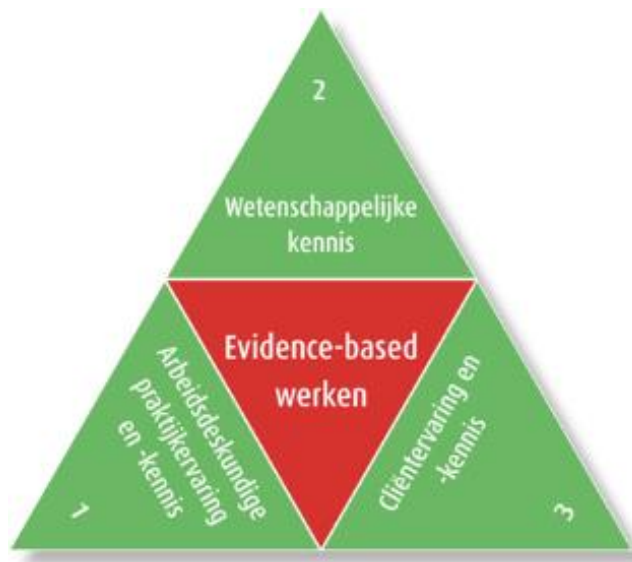 2
Wetenschappelijke
kennis
Evidence-based
werken
Arbeidsdeskundige
praktijkervaring
en -kennis
1
Cliëntervaring en
-kennis
3